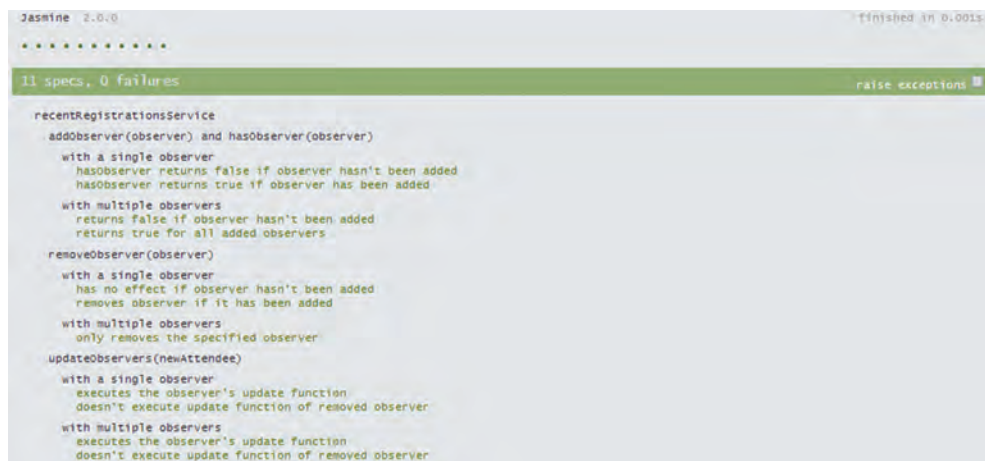 Jasmine 2.0.0
finished in 0.001s
11 specs, 0 failures
raise exceptions
recentRegistrationsService
addObserver(observer) and hasObserver(observer)
with a single observer
hasObserver returns false if observer hasn't been added
hasObserver returns true if observer has been added
with multiple observers
returns false if observer hasn't been added
returns true for all added observers
removeObserver(observer)
with a single observer
has no effect if observer hasn't been added
removes observer if it has been added
with multiple observers
only removes the specified observer
updateObservers(newAttendee)
with a single observer
executes the observer's update function
doesn't execute update function of removed observer
with multiple observers
executes the observer's update function
doesn't execute update function of removed observer